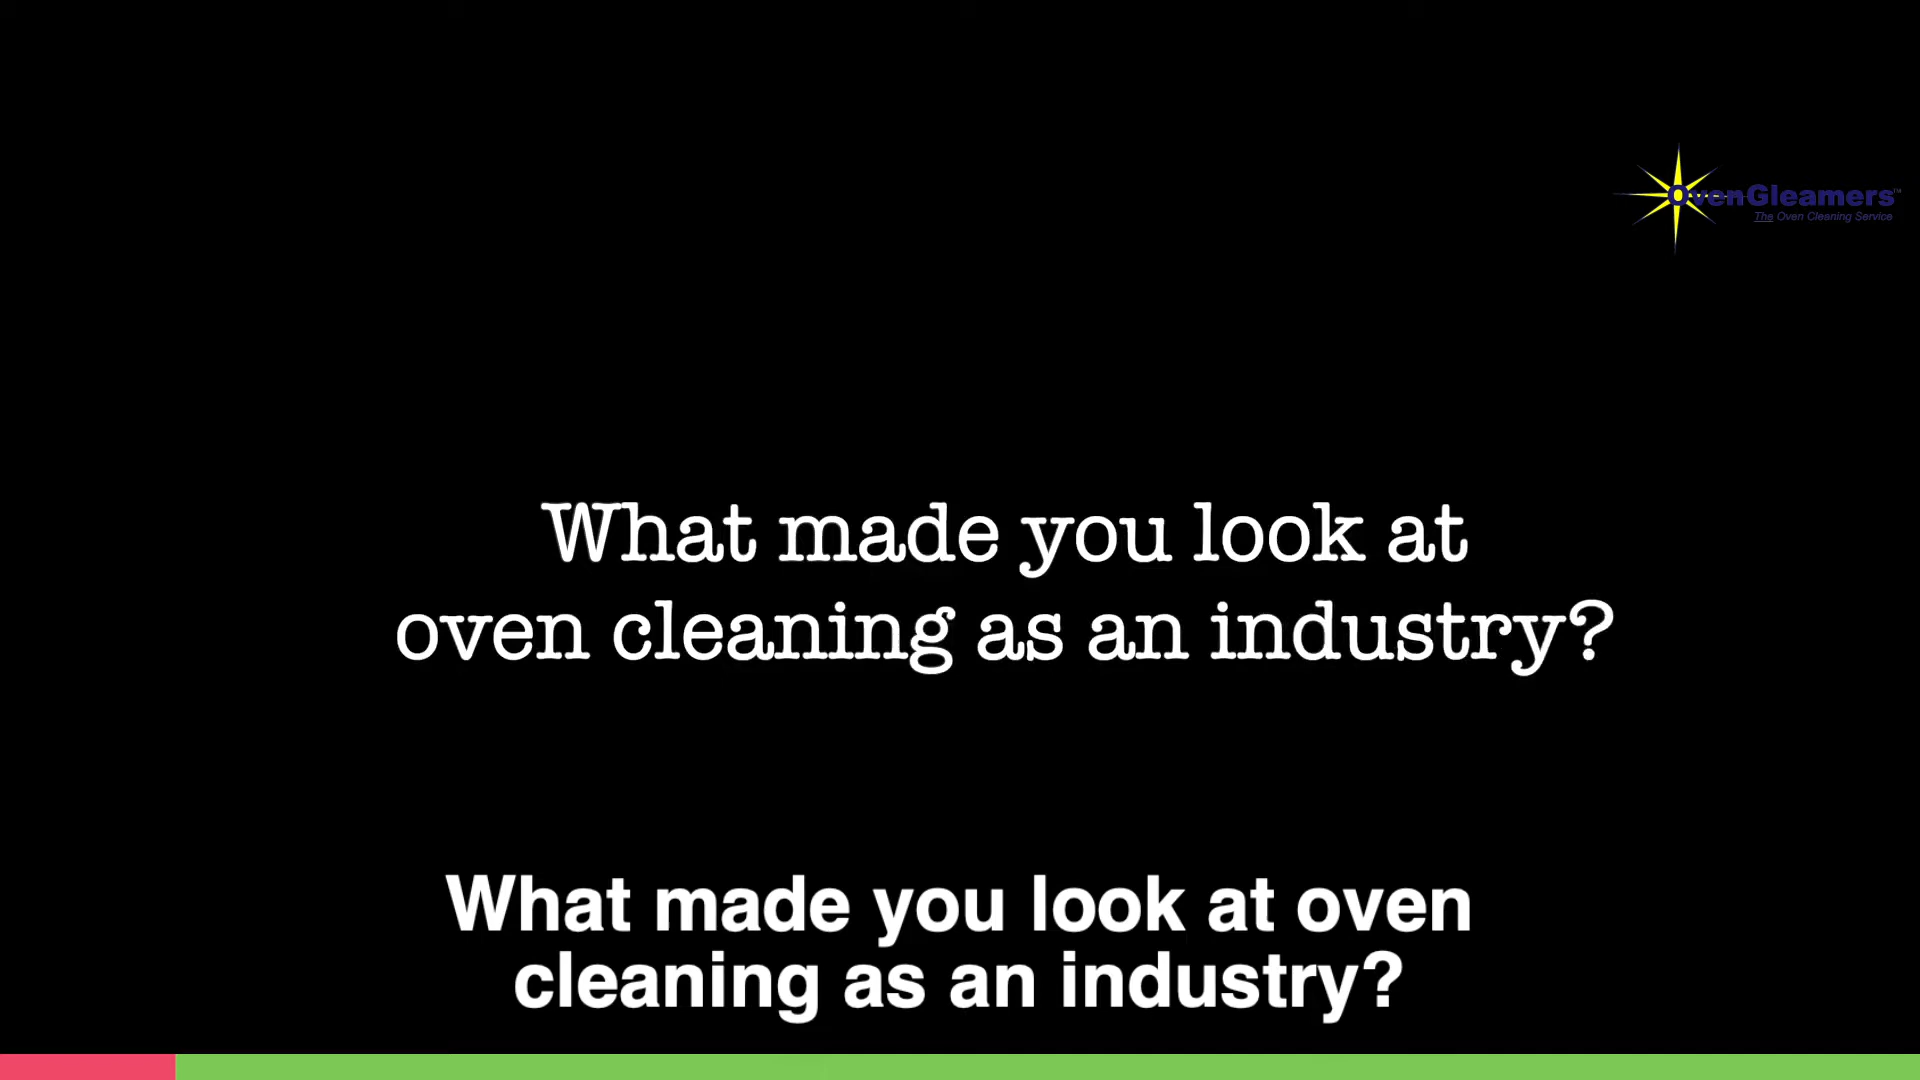 OvenGleamers™
The Oven Cleaning Service
What made you look at
oven cleaning as an industry?
What made you look at oven
cleaning as an industry?